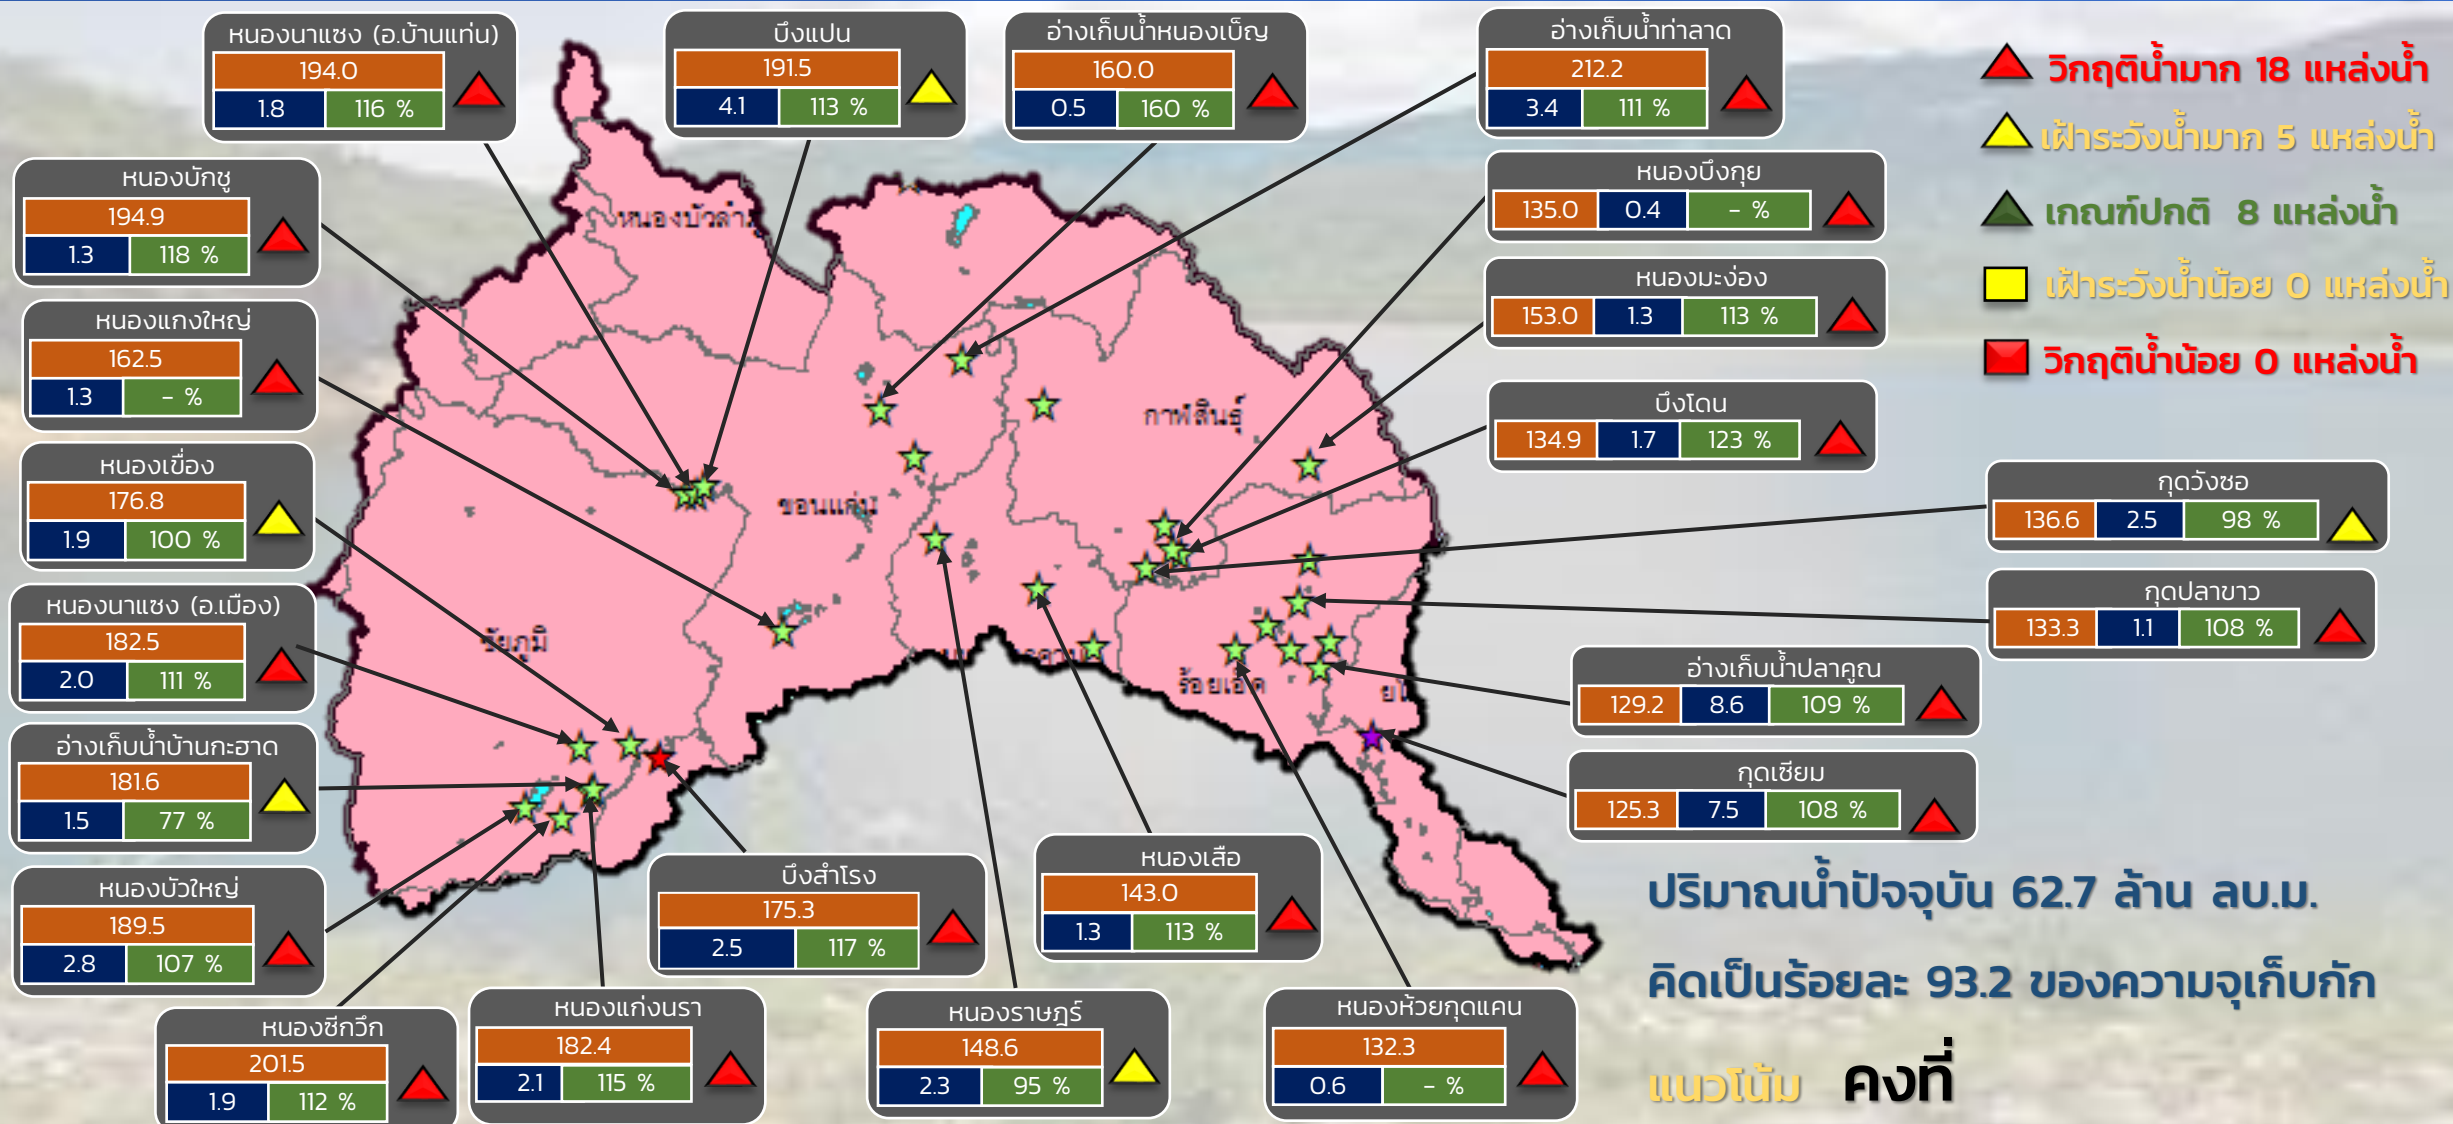 หนองนาแซง (อ.บ้านแท่น)
194.0
1.8 116 %
บึงแปน
191.5
4.1 113 %
อ่างเก็บน้ำหนองเบ็ญ
160.0
0.5 160 %
อ่างเก็บน้ำท่าลาด
212.2
3.4 111 %
วิกฤติน้ำมาก 18 แหล่งน้ำ
เฝ้าระวังน้ำมาก 5 แหล่งน้ำ
เกณฑ์ปกติ 8 แหล่งน้ำ
เฝ้าระวังน้ำน้อย 0 แหล่งน้ำ
วิกฤติน้ำน้อย 0 แหล่งน้ำ
หนองบักชู
194.9
1.3 118 %
หนองบึงกุย
135.0 0.4 - %
หนองมะง่อง
153.0 1.3 113 %
หนองแกงใหญ่
162.5
1.3 - %
บึงโดน
134.9 1.7 123 %
หนองเขื่อง
176.8
1.9 100 %
กุดวังซอ
136.6 2.5 98 %
หนองนาแซง (อ.เมือง)
182.5
2.0 111 %
กุดปลาขาว
133.3 1.1 108 %
อ่างเก็บน้ำปลาคูณ
129.2 8.6 109 %
อ่างเก็บน้ำบ้านกะฮาด
181.6
1.5 77 %
กุดเซียม
125.3 7.5 108 %
หนองบัวใหญ่
189.5
2.8 107 %
บึงสำโรง
175.3
2.5 117 %
หนองเสือ
143.0
1.3 113 %
หนองซีกวึก
201.5
1.9 112 %
หนองแก่งนรา
182.4
2.1 115 %
หนองราษฎร์
148.6
2.3 95 %
หนองห้วยกุดแคน
132.3
0.6 - %
หนองบัวลำภู
กาฬสินธุ์
ขอนแก่น
ชัยภูมิ
ร้อยเอ็ด
ปริมาณน้ำปัจจุบัน 62.7 ล้าน ลบ.ม.
คิดเป็นร้อยละ 93.2 ของความจุเก็บกัก
แนวโน้ม คงที่